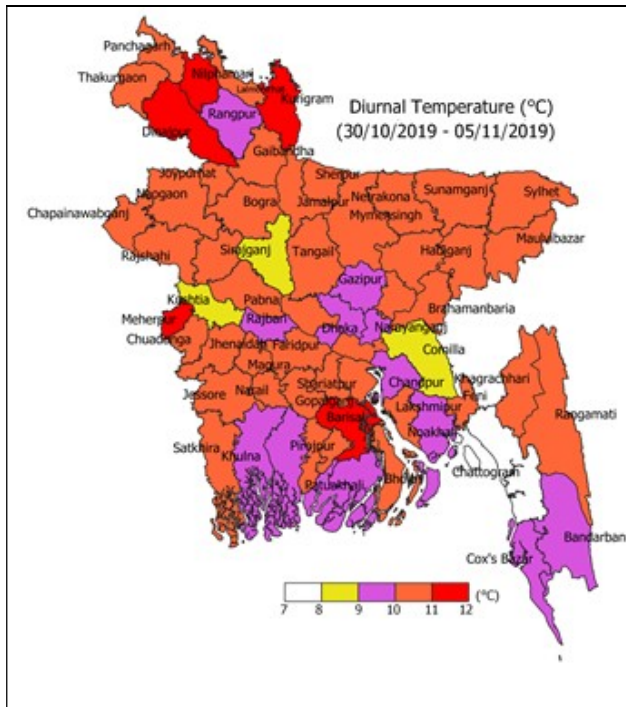 Panchagarh
Thakurgaon
Nilphamari
Lalmonirhat
Kurigram
Rangpur
Dinajpur
Diurnal Temperature (°C)
(30/10/2019 - 05/11/2019)
Gaibandha
Joypurhat
Sherpur
Naogaon
Bogra
Jamalpur
Netrakona
Mymensingh
Sunamganj
Sylhet
Chapainawabganj
Rajshahi
Sirajganj
Tangail
Habiganj
Maulvibazar
Gazipur
Kushtia
Pabna
Brahamanbaria
Meherpur
Rajbari
Dhaka
Narayanganj
Chuadanga
Jhenaidah
Faridpur
Comilla
Magura
Chandpur
Khagrachhari
Jessore
Narail
Shariatpur
Gopalganj
Feni
Barisal
Lakshmipur
Rangamati
Noakhali
Satkhira
Khulna
Pirojpur
Patuakhali
Bhola
Chattogram
Bandarban
Cox's Bazar
7 8 9 10 11 12 (°C)